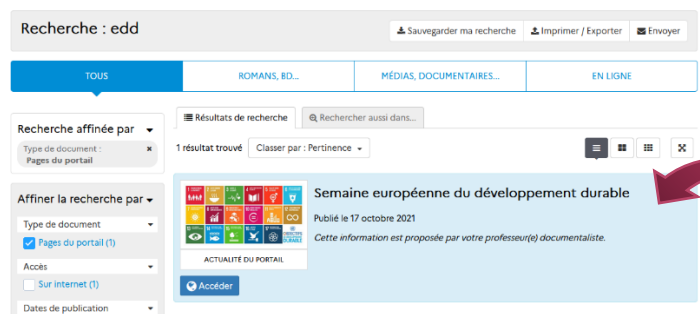 Recherche : edd
Sauvegarder ma recherche
Imprimer / Exporter
Envoyer
TOUS
ROMANS, BD...
MÉDIAS, DOCUMENTAIRES...
EN LIGNE
Recherche affinée par
Type de document :
Pages du portail
Résultats de recherche
Rechercher aussi dans...
1 résultat trouvé
Classer par : Pertinence
Affiner la recherche par
Type de document
Pages du portail (1)
Accès
Sur internet (1)
Dates de publication
Semaine européenne du développement durable
Publié le 17 octobre 2021
Cette information est proposée par votre professeur(e) documentaliste.
ACTUALITÉ DU PORTAIL
Accéder